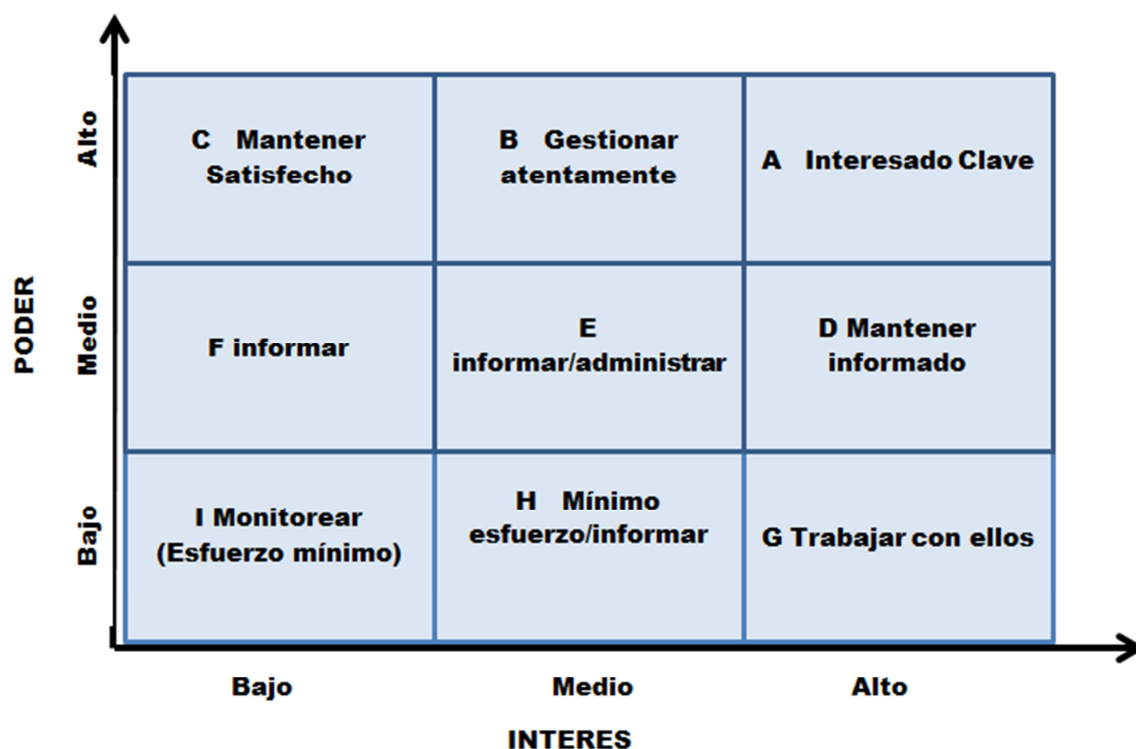 PODER
Alto
C Mantener
Satisfecho
B Gestionar
atentamente
A Interesado Clave
Medio
F informar
E
informar/administrar
D Mantener
informado
Bajo
I Monitorear
(Esfuerzo mínimo)
H Mínimo
esfuerzo/informar
G Trabajar con ellos
Bajo
Medio
Alto
INTERES